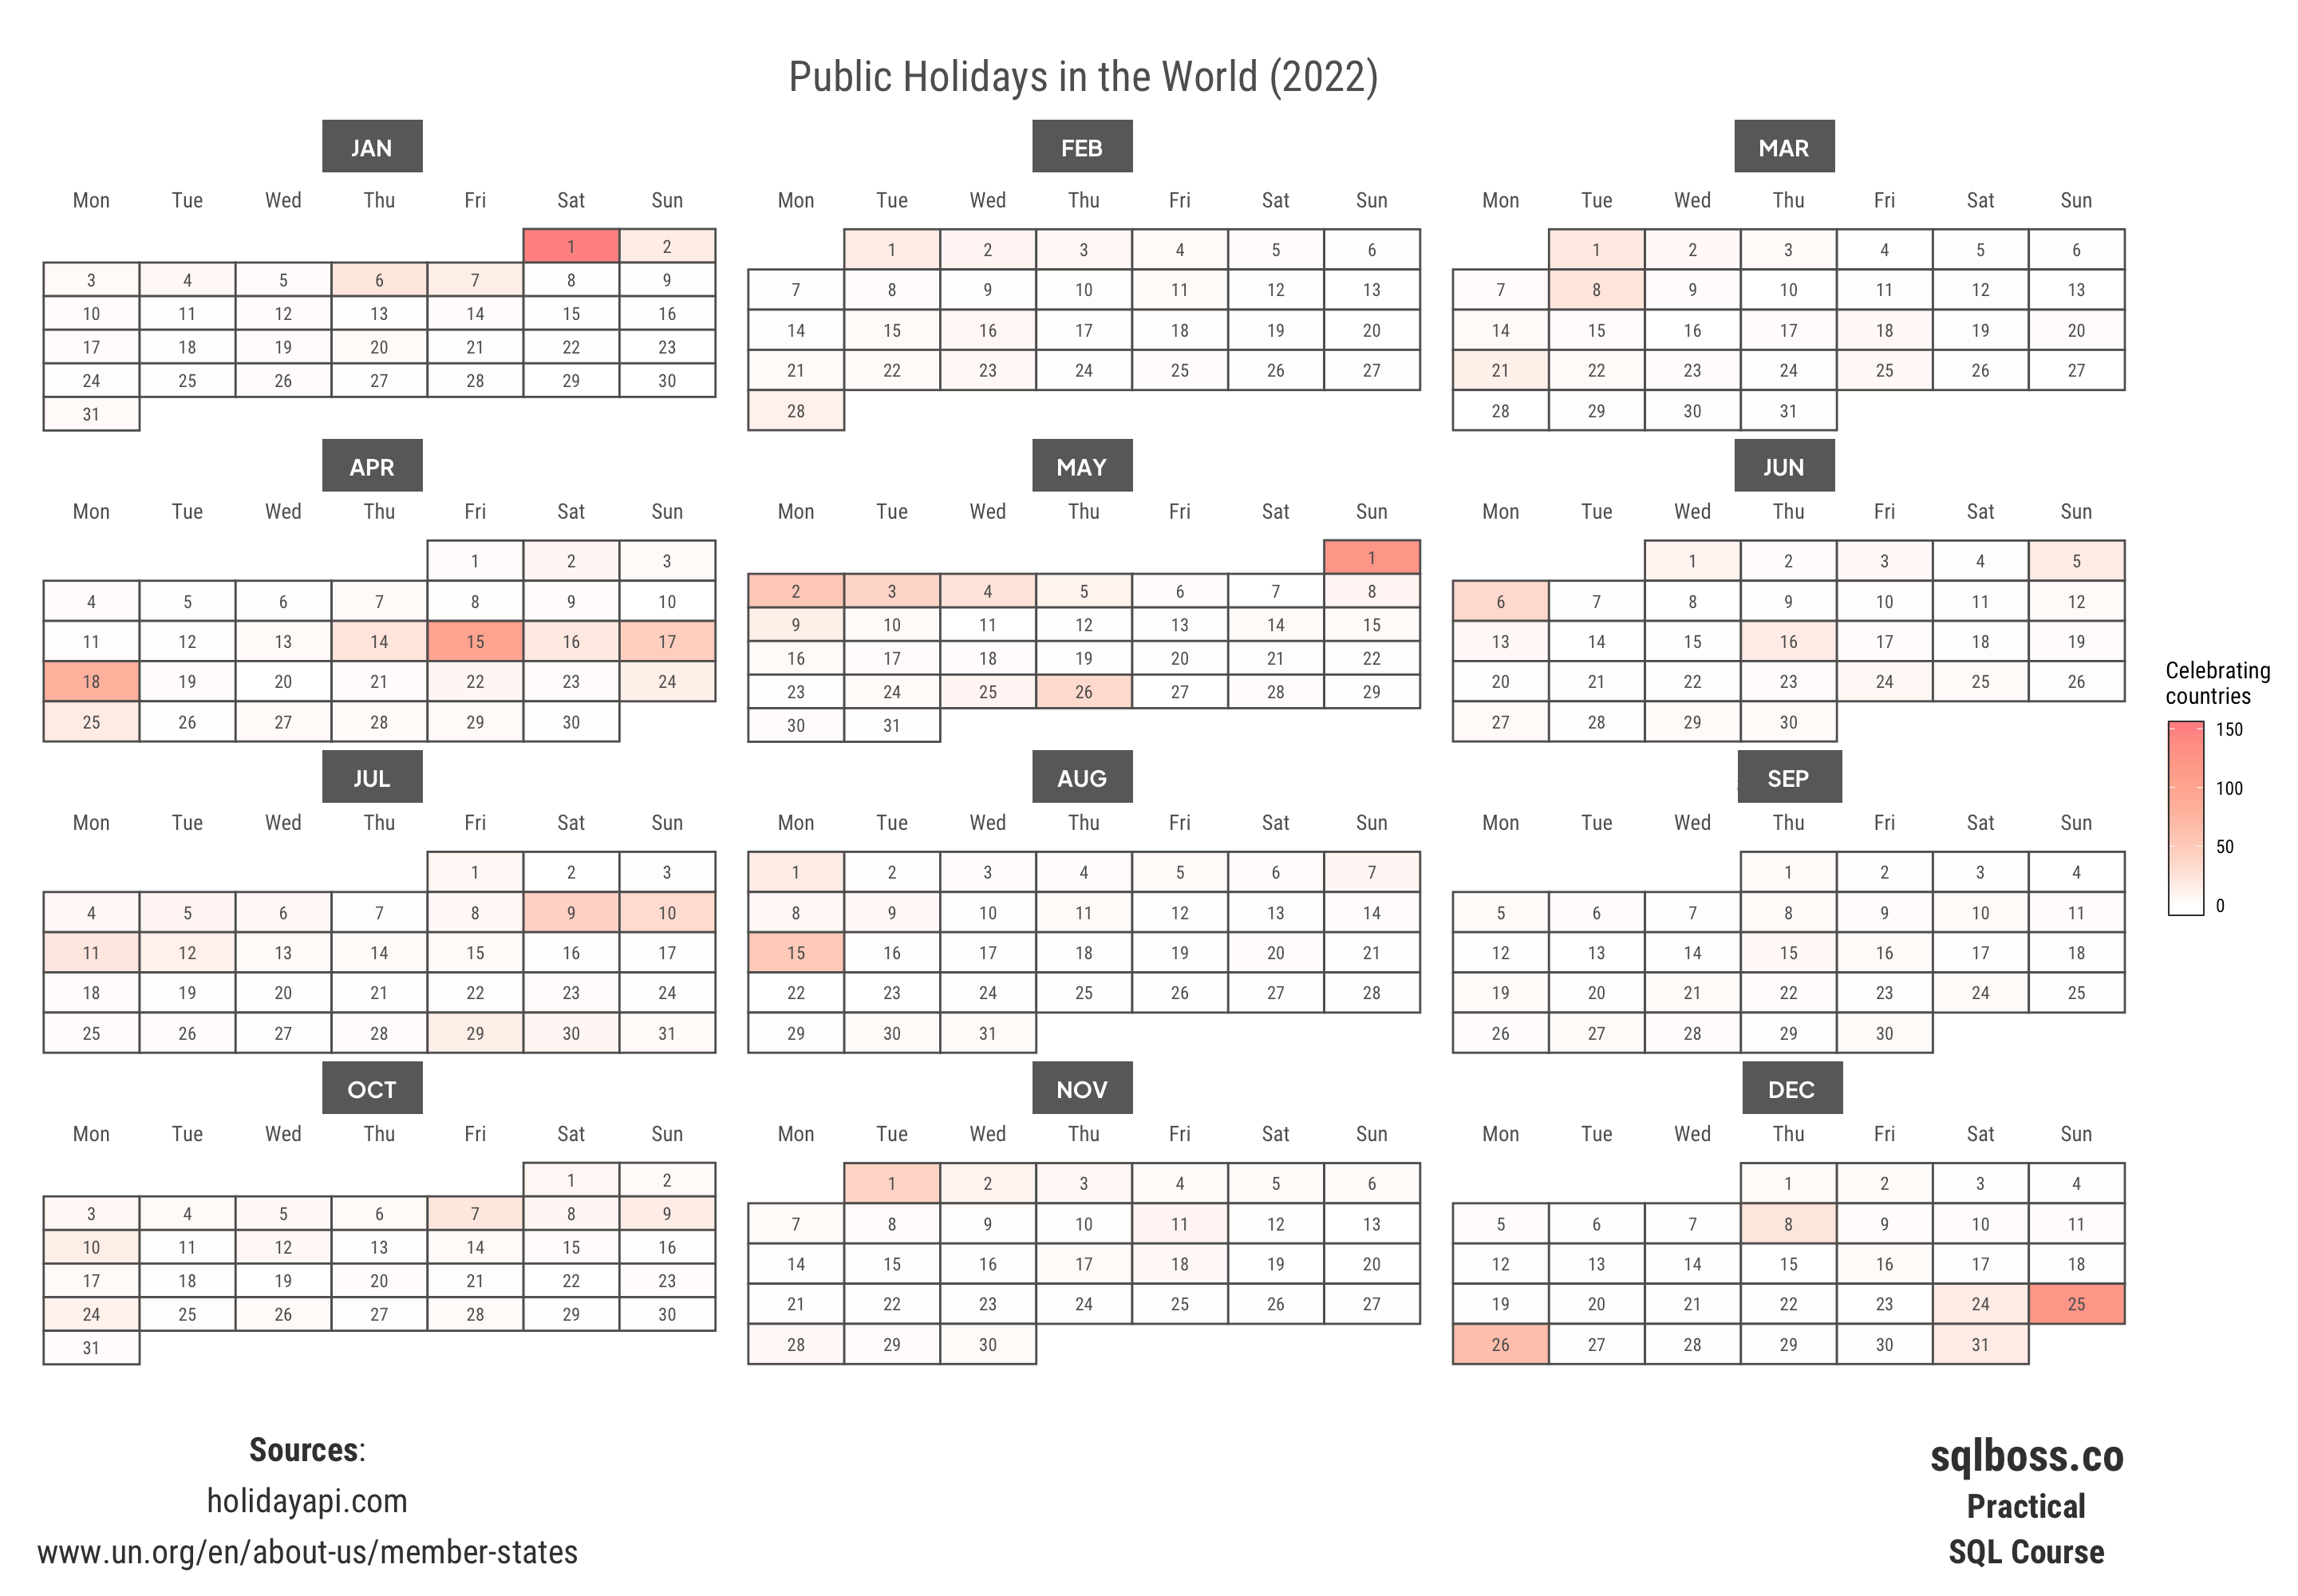 Public Holidays in the World (2022)
JAN
Mon Tue Wed Thu Fri Sat Sun
1 2
3 4 5 6 7 8 9
10 11 12 13 14 15 16
17 18 19 20 21 22 23
24 25 26 27 28 29 30
31
FEB
Mon Tue Wed Thu Fri Sat Sun
1 2 3 4 5 6
7 8 9 10 11 12 13
14 15 16 17 18 19 20
21 22 23 24 25 26 27
28
MAR
Mon Tue Wed Thu Fri Sat Sun
1 2 3 4 5 6
7 8 9 10 11 12 13
14 15 16 17 18 19 20
21 22 23 24 25 26 27
28 29 30 31
APR
Mon Tue Wed Thu Fri Sat Sun
1 2 3
4 5 6 7 8 9 10
11 12 13 14 15 16 17
18 19 20 21 22 23 24
25 26 27 28 29 30
MAY
Mon Tue Wed Thu Fri Sat Sun
1
2 3 4 5 6 7 8
9 10 11 12 13 14 15
16 17 18 19 20 21 22
23 24 25 26 27 28 29
30 31
JUN
Mon Tue Wed Thu Fri Sat Sun
1 2 3 4 5
6 7 8 9 10 11 12
13 14 15 16 17 18 19
20 21 22 23 24 25 26
27 28 29 30
JUL
Mon Tue Wed Thu Fri Sat Sun
1 2 3
4 5 6 7 8 9 10
11 12 13 14 15 16 17
18 19 20 21 22 23 24
25 26 27 28 29 30 31
AUG
Mon Tue Wed Thu Fri Sat Sun
1 2 3 4 5 6 7
8 9 10 11 12 13 14
15 16 17 18 19 20 21
22 23 24 25 26 27 28
29 30 31
SEP
Mon Tue Wed Thu Fri Sat Sun
1 2 3 4
5 6 7 8 9 10 11
12 13 14 15 16 17 18
19 20 21 22 23 24 25
26 27 28 29 30
OCT
Mon Tue Wed Thu Fri Sat Sun
1 2
3 4 5 6 7 8 9
10 11 12 13 14 15 16
17 18 19 20 21 22 23
24 25 26 27 28 29 30
31
NOV
Mon Tue Wed Thu Fri Sat Sun
1 2 3 4 5 6
7 8 9 10 11 12 13
14 15 16 17 18 19 20
21 22 23 24 25 26 27
28 29 30
DEC
Mon Tue Wed Thu Fri Sat Sun
1 2 3 4
5 6 7 8 9 10 11
12 13 14 15 16 17 18
19 20 21 22 23 24 25
26 27 28 29 30 31
Celebrating
countries
150
100
50
0
Sources:
holidayapi.com
www.un.org/en/about-us/member-states
sqlboss.co
Practical
SQL Course